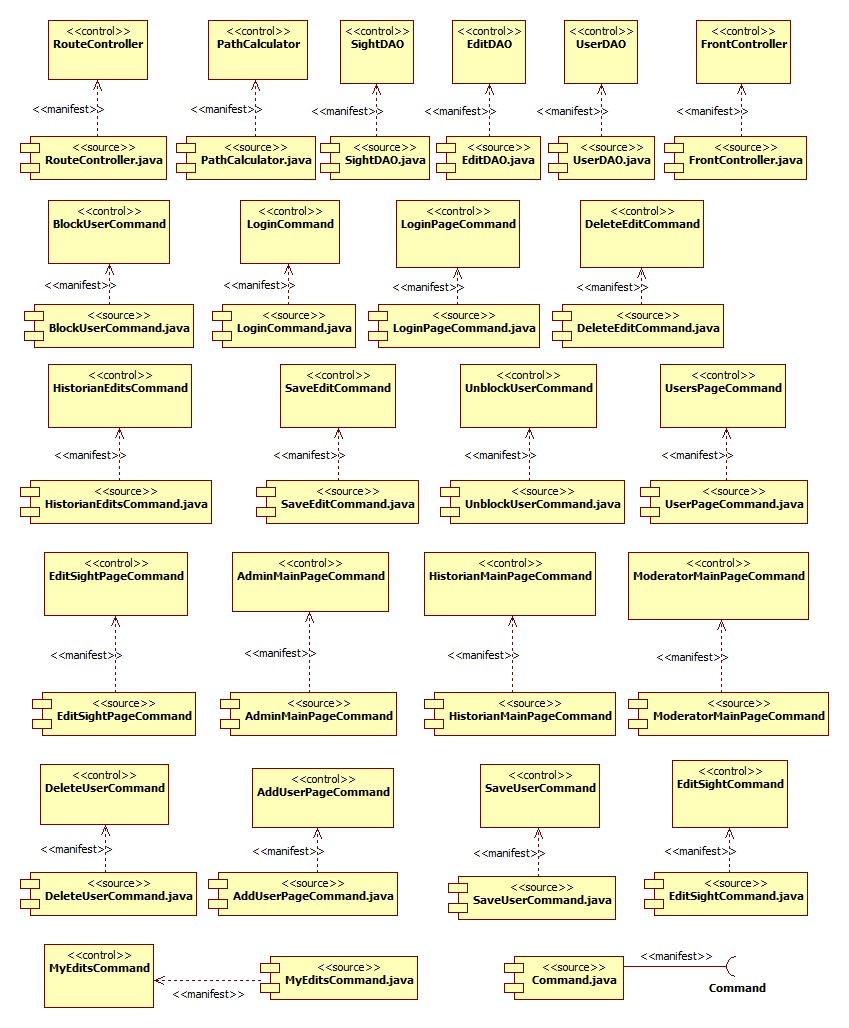 <<control>>
RouteController
<<control>>
PathCalculator
<<control>>
SightDAO
<<control>>
EditDAO
<<control>>
UserDAO
<<control>>
FrontController
<<manifest>>
<<manifest>>
<<manifest>>
<<manifest>>
<<manifest>>
<<manifest>>
<<source>>
RouteController.java
<<source>>
PathCalculator.java
<<source>>
SightDAO.java
<<source>>
EditDAO.java
<<source>>
UserDAO.java
<<source>>
FrontController.java
<<control>>
BlockUserCommand
<<control>>
LoginCommand
<<control>>
LoginPageCommand
<<control>>
DeleteEditCommand
<<manifest>>
<<manifest>>
<<manifest>>
<<manifest>>
<<source>>
BlockUserCommand.java
<<source>>
LoginCommand.java
<<source>>
LoginPageCommand.java
<<source>>
DeleteEditCommand.java
<<control>>
HistorianEditsCommand
<<control>>
SaveEditCommand
<<control>>
UnblockUserCommand
<<control>>
UsersPageCommand
<<manifest>>
<<manifest>>
<<manifest>>
<<manifest>>
<<source>>
HistorianEditsCommand.java
<<source>>
SaveEditCommand.java
<<source>>
UnblockUserCommand.java
<<source>>
UserPageCommand.java
<<control>>
EditSightPageCommand
<<control>>
AdminMainPageCommand
<<control>>
HistorianMainPageCommand
<<control>>
ModeratorMainPageCommand
<<manifest>>
<<manifest>>
<<manifest>>
<<manifest>>
<<source>>
EditSightPageCommand
<<source>>
AdminMainPageCommand
<<source>>
HistorianMainPageCommand
<<source>>
ModeratorMainPageCommand
<<control>>
DeleteUserCommand
<<control>>
AddUserPageCommand
<<control>>
SaveUserCommand
<<control>>
EditSightCommand
<<manifest>>
<<manifest>>
<<manifest>>
<<manifest>>
<<source>>
DeleteUserCommand.java
<<source>>
AddUserPageCommand.java
<<source>>
SaveUserCommand.java
<<source>>
EditSightCommand.java
<<control>>
MyEditsCommand
<<manifest>>
<<source>>
MyEditsCommand.java
<<source>>
Command.java
<<manifest>>
Command